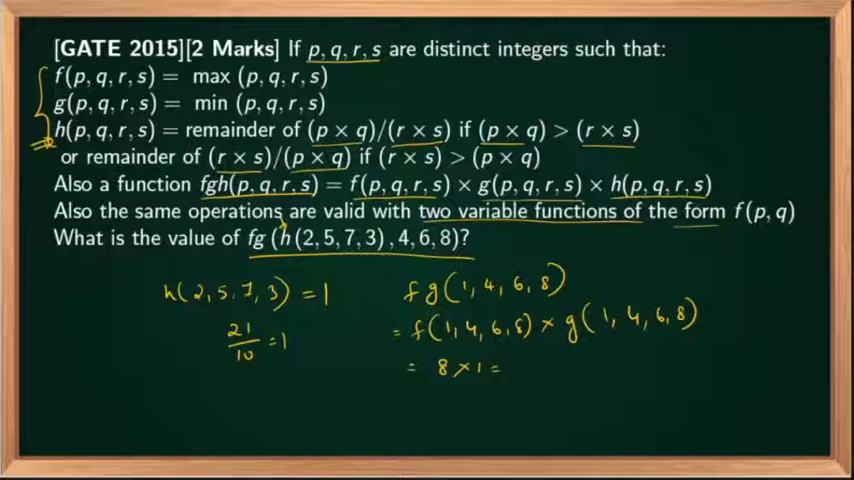 [GATE 2015][2 Marks] If p, q, r, s are distinct integers such that:
f(p, q, r, s) = max (p, q, r, s)
g(p, q, r, s) = min (p, q, r, s)
h(p, q, r, s) = remainder of (p × q)/(r × s) if (p × q) > (r × s)
or remainder of (r × s)/(p × q) if (r × s) > (p × q)
Also a function fgh(p, q, r, s) = f(p, q, r, s) × g(p, q, r, s) × h(p, q, r, s)
Also the same operations are valid with two variable functions of the form f(p, q)
What is the value of fg (h (2, 5, 7, 3) , 4, 6, 8)?
h(2, 5, 7, 3) = 1
21/10 = 1
fg(1, 4, 6, 8)
= f(1, 4, 6, 8) × g(1, 4, 6, 8)
= 8 × 1 =